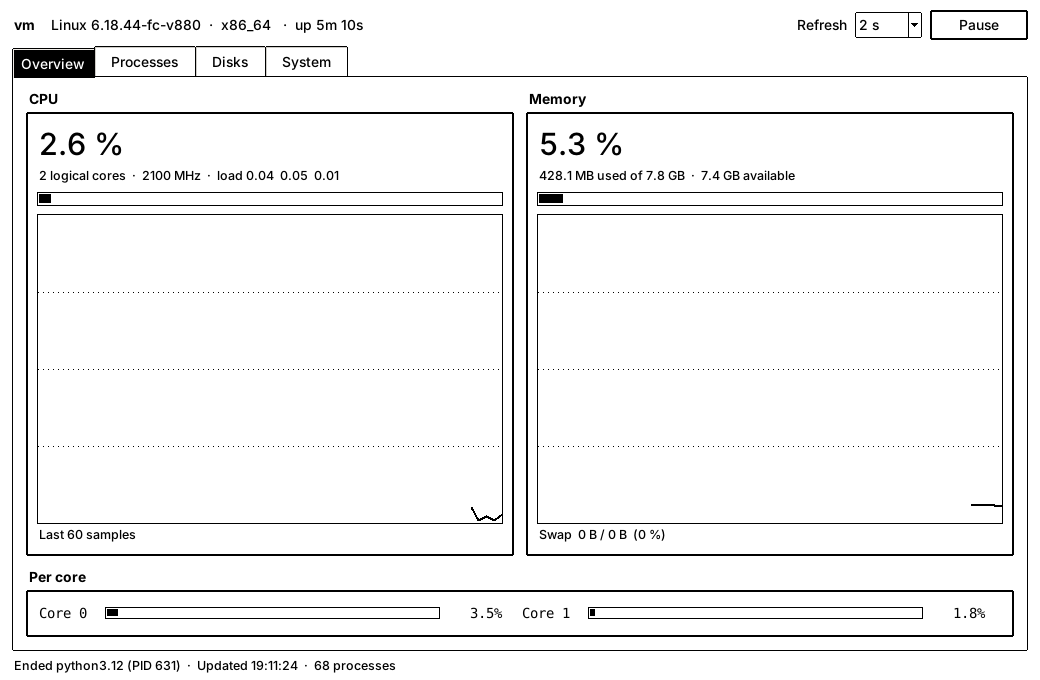 vm Linux 6.18.44-fc-v880 · x86_64 · up 5m 10s Refresh 2 s Pause
Overview Processes Disks System
CPU Memory
2.6 % 5.3 %
2 logical cores · 2100 MHz · load 0.04 0.05 0.01 428.1 MB used of 7.8 GB · 7.4 GB available
Last 60 samples Swap 0 B / 0 B (0 %)
Per core
Core 0 3.5% Core 1 1.8%
Ended python3.12 (PID 631) · Updated 19:11:24 · 68 processes